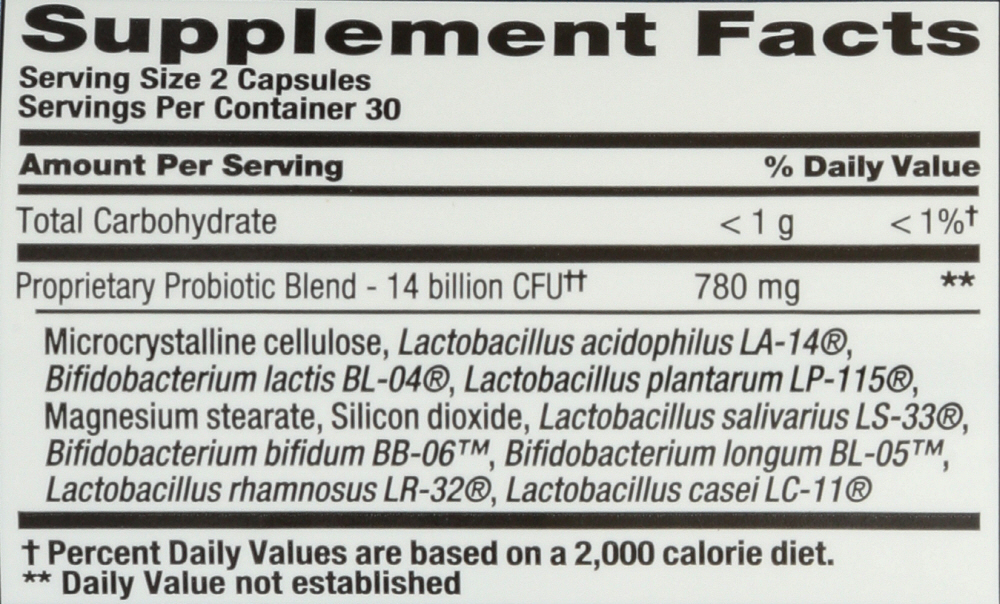 Supplement Facts
Serving Size 2 Capsules
Servings Per Container 30
Amount Per Serving % Daily Value
Total Carbohydrate < 1 g < 1%†
Proprietary Probiotic Blend - 14 billion CFU†† 780 mg **
Microcrystalline cellulose, Lactobacillus acidophilus LA-14®,
Bifidobacterium lactis BL-04®, Lactobacillus plantarum LP-115®,
Magnesium stearate, Silicon dioxide, Lactobacillus salivarius LS-33®,
Bifidobacterium bifidum BB-06™, Bifidobacterium longum BL-05™,
Lactobacillus rhamnosus LR-32®, Lactobacillus casei LC-11®
† Percent Daily Values are based on a 2,000 calorie diet.
** Daily Value not established